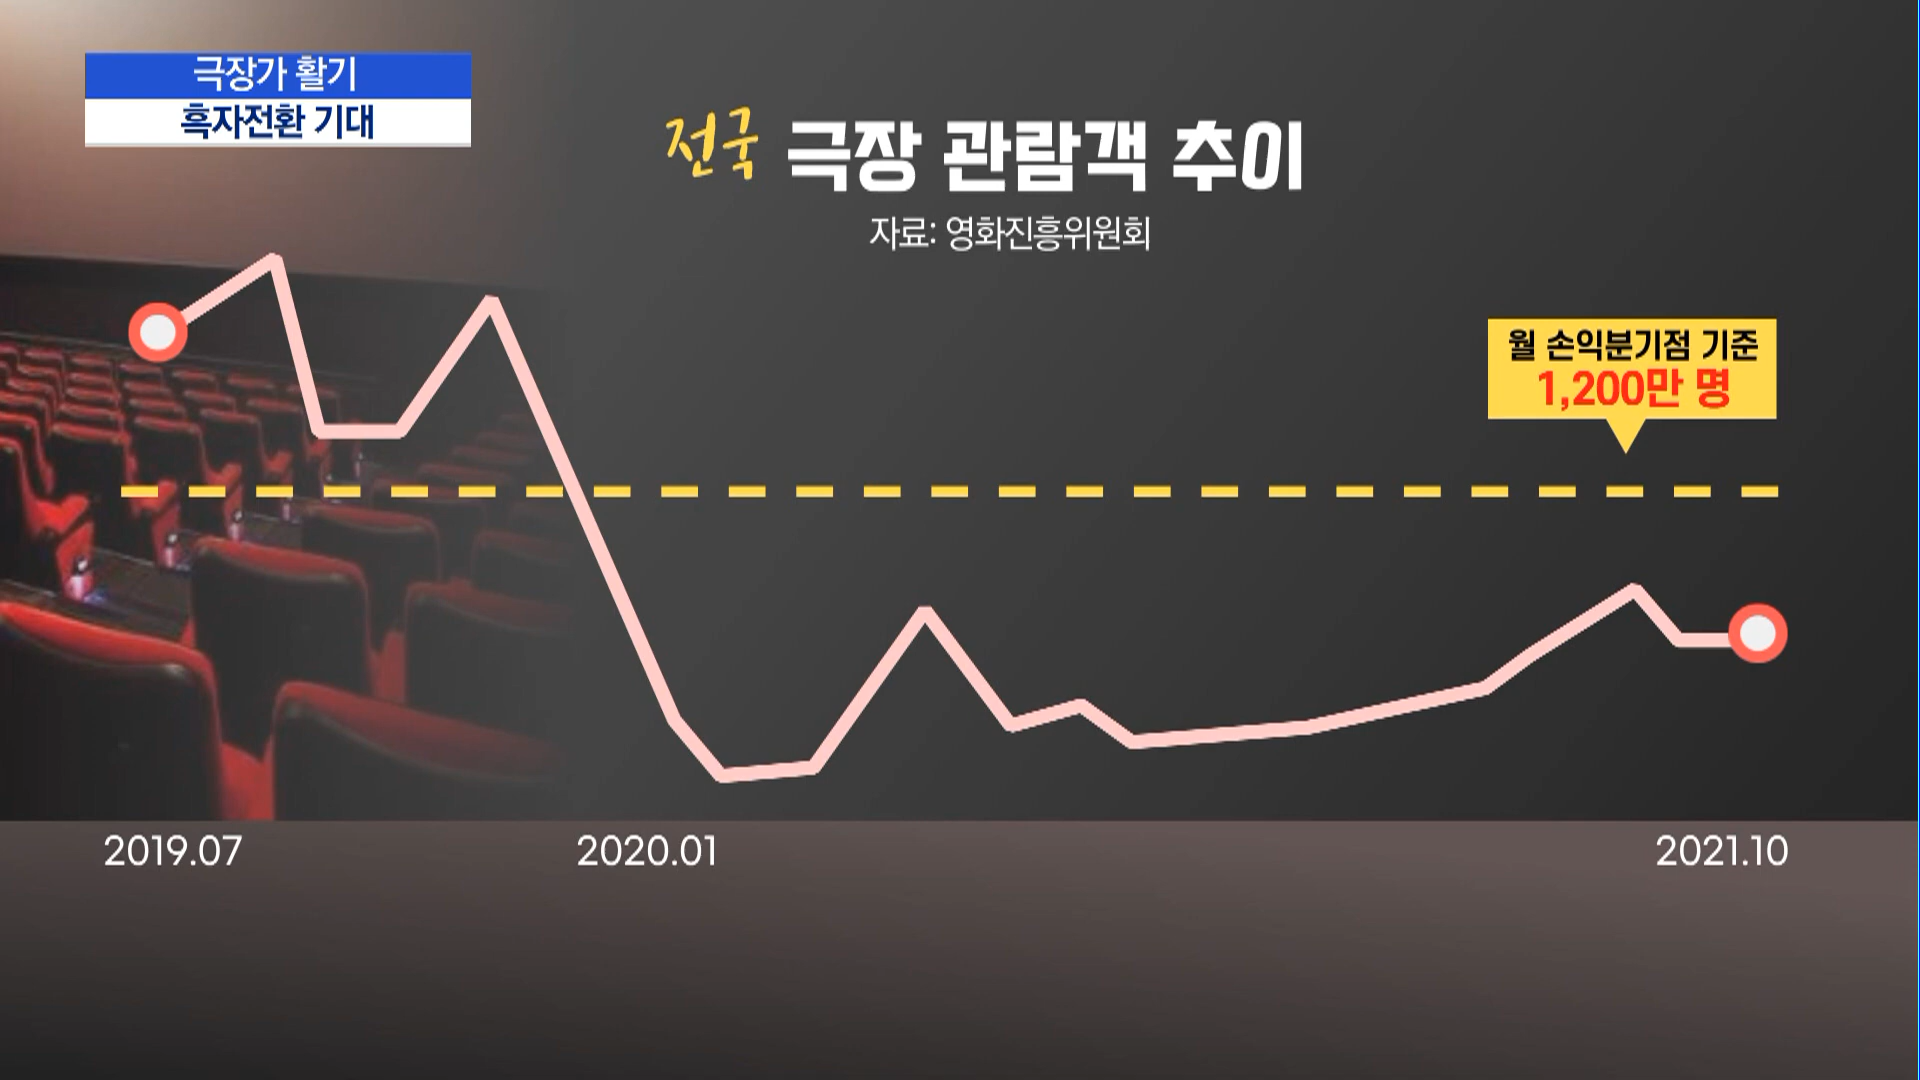 극장가 활기
흑자전환 기대
전국 극장 관람객 추이
자료: 영화진흥위원회
월 손익분기점 기준
1,200만 명
2019.07
2020.01
2021.10